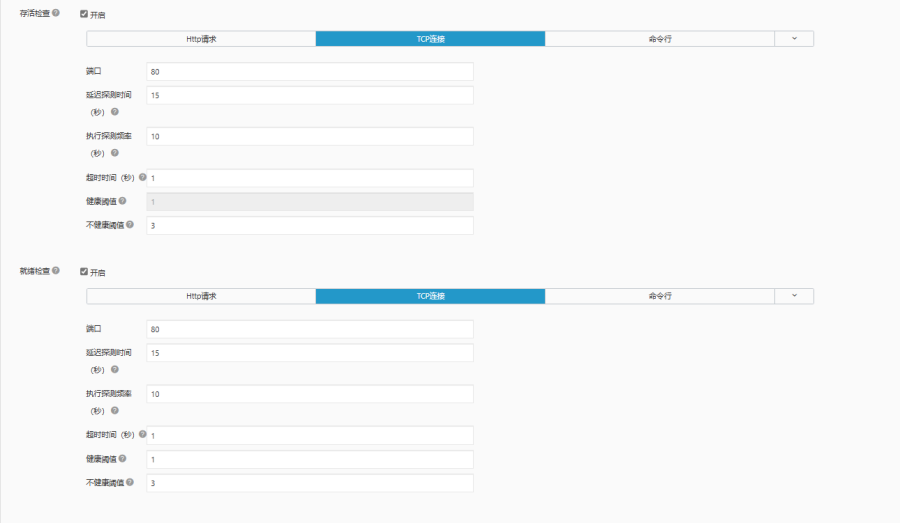 存活检查 开启
Http请求 TCP连接 命令行
端口 80
延迟探测时间 15
（秒）
执行探测频率 10
（秒）
超时时间（秒） 1
健康阈值 1
不健康阈值 3
就绪检查 开启
Http请求 TCP连接 命令行
端口 80
延迟探测时间 15
（秒）
执行探测频率 10
（秒）
超时时间（秒） 1
健康阈值 1
不健康阈值 3